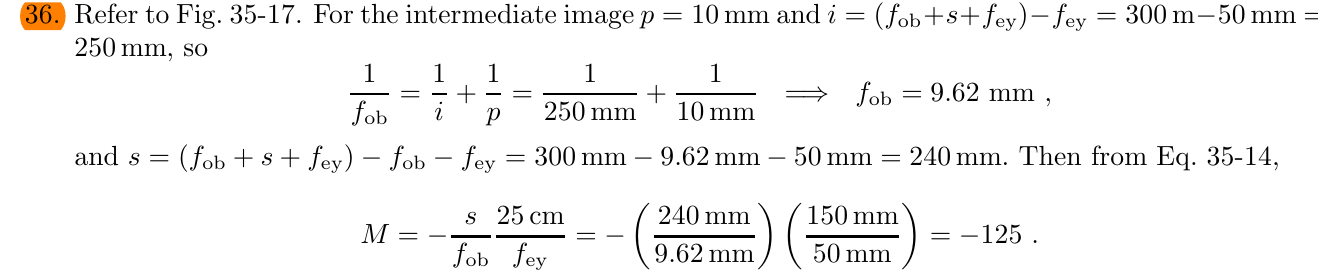 36. Refer to Fig. 35-17. For the intermediate image p = 10 mm and i = (f_ob+s+f_ey)−f_ey = 300 m−50 mm =
250 mm, so
1/f_ob = 1/i + 1/p = 1/250 mm + 1/10 mm ⟹ f_ob = 9.62 mm ,
and s = (f_ob + s + f_ey) − f_ob − f_ey = 300 mm − 9.62 mm − 50 mm = 240 mm. Then from Eq. 35-14,
M = −s/f_ob 25 cm/f_ey = −(240 mm/9.62 mm)(150 mm/50 mm) = −125 .